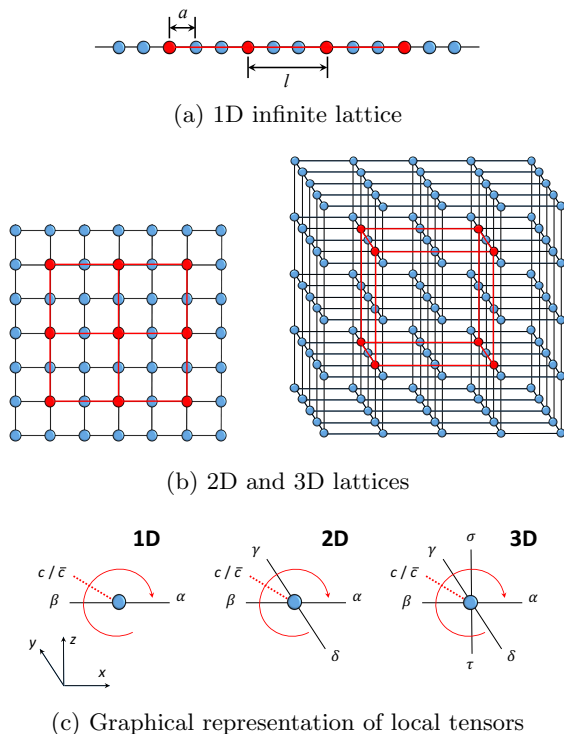 a
l
(a) 1D infinite lattice
(b) 2D and 3D lattices
1D 2D 3D
c / c̄ β α
γ c / c̄ β α δ
σ γ c / c̄ β α τ δ
y z x
(c) Graphical representation of local tensors